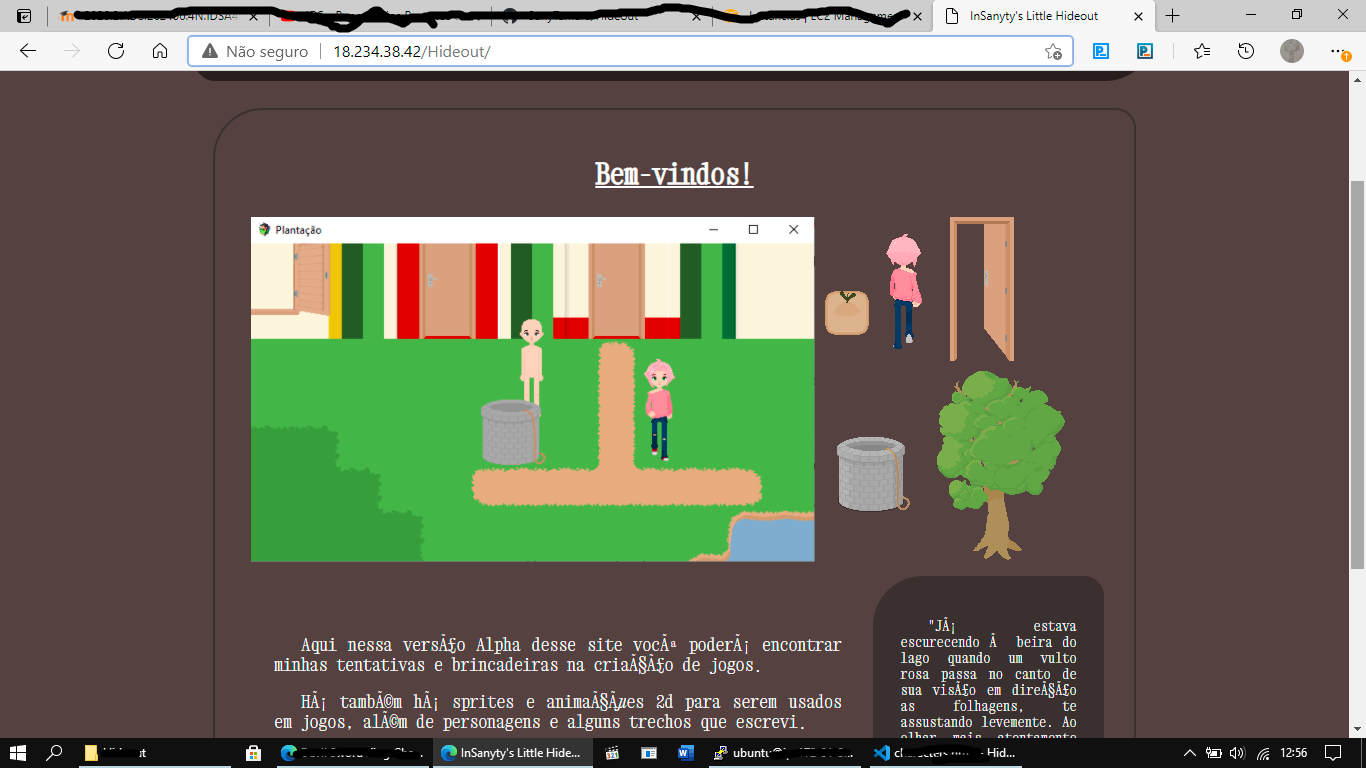 InSanyty's Little Hideout
Não seguro
18.234.38.42/Hideout/
Bem-vindos!
Plantação
Aqui nessa versÃ£o Alpha desse site vocÃª poderÃ¡ encontrar
minhas tentativas e brincadeiras na criaÃ§Ã£o de jogos.
HÃ¡ tambÃ©m hÃ¡ sprites e animaÃ§Ãµes 2d para serem usados
em jogos, alÃ©m de personagens e alguns trechos que escrevi.
"JÃ¡ estava
escurecendo Ã beira do
lago quando um vulto
rosa passa no canto de
sua visÃ£o em direÃ§Ã£o
as folhagens, te
assustando levemente. Ao
olhar mais atentamente
InSanyty's Little Hide...
12:56